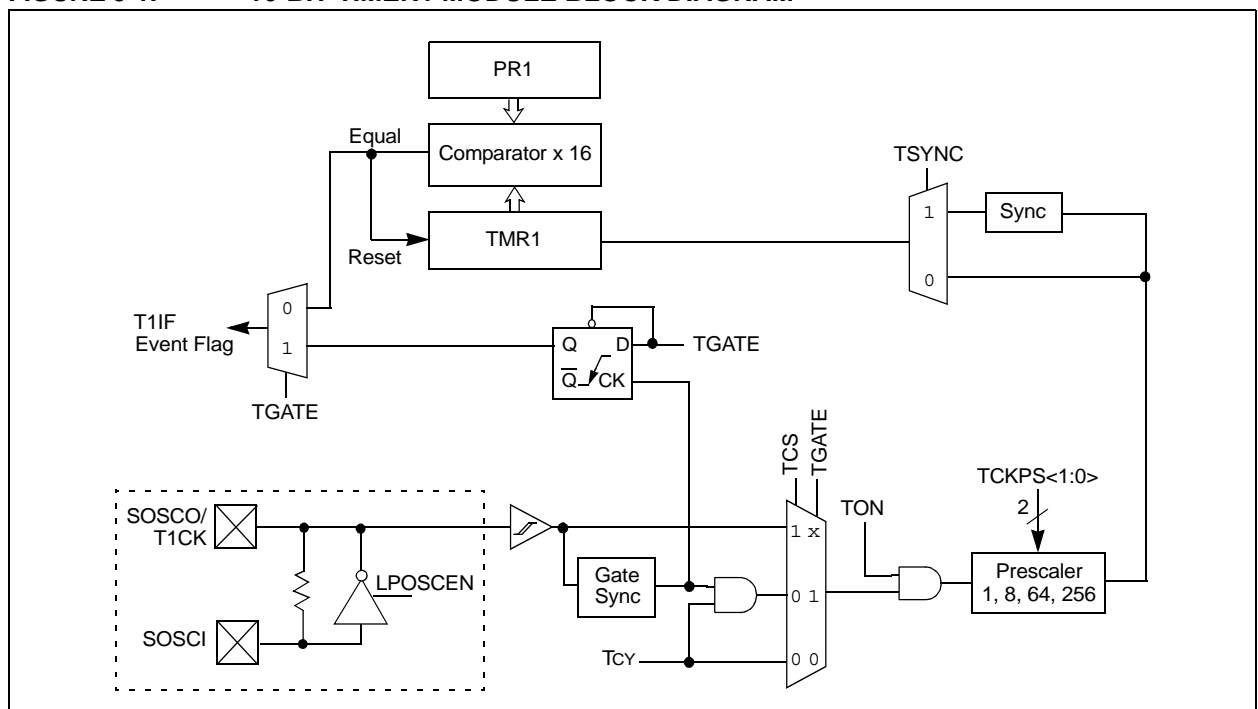 PR1
Equal
Comparator x 16
TSYNC
1
Sync
TMR1
Reset
0
0
T1IF
Event Flag
1
Q
D
TGATE
Q
CK
TGATE
TCS
TGATE
TCKPS<1:0>
2
TON
SOSCO/
T1CK
1 x
Prescaler
1, 8, 64, 256
Gate
Sync
LPOSCEN
0 1
SOSCI
TCY
0 0